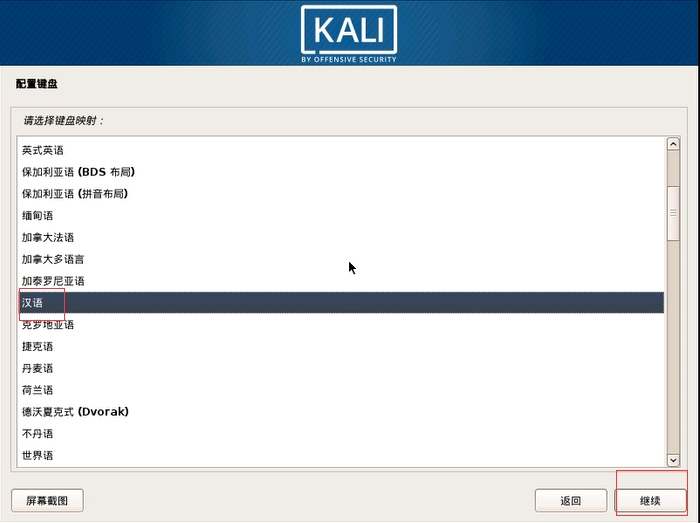 KALI
BY OFFENSIVE SECURITY
配置键盘
请选择键盘映射：
英式英语
保加利亚语 (BDS 布局)
保加利亚语 (拼音布局)
缅甸语
加拿大法语
加拿大多语言
加泰罗尼亚语
汉语
克罗地亚语
捷克语
丹麦语
荷兰语
德沃夏克式 (Dvorak)
不丹语
世界语
屏幕截图
返回
继续